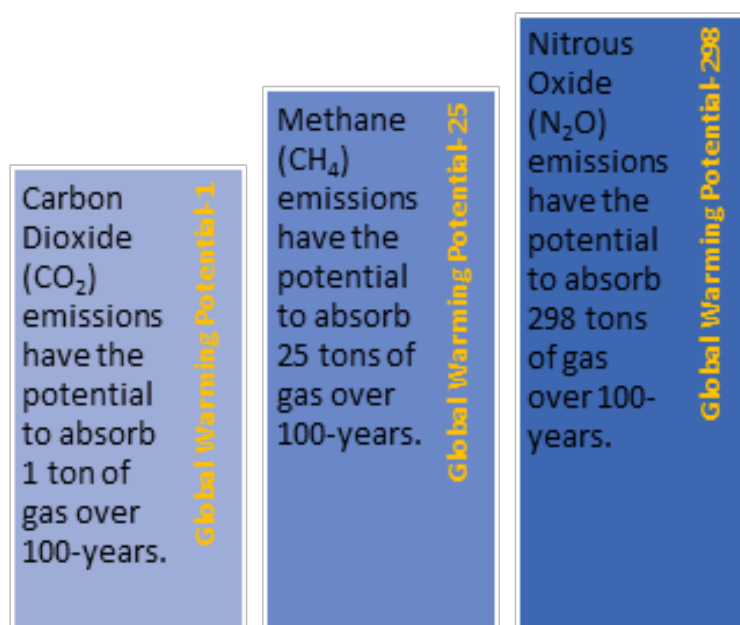 Carbon
Dioxide
(CO₂)
emissions
have the
potential
to absorb
1 ton of
gas over
100-years.
Global Warming Potential-1
Methane
(CH₄)
emissions
have the
potential
to absorb
25 tons of
gas over
100-years.
Global Warming Potential-25
Nitrous
Oxide
(N₂O)
emissions
have the
potential
to absorb
298 tons
of gas
over 100-
years.
Global Warming Potential-298